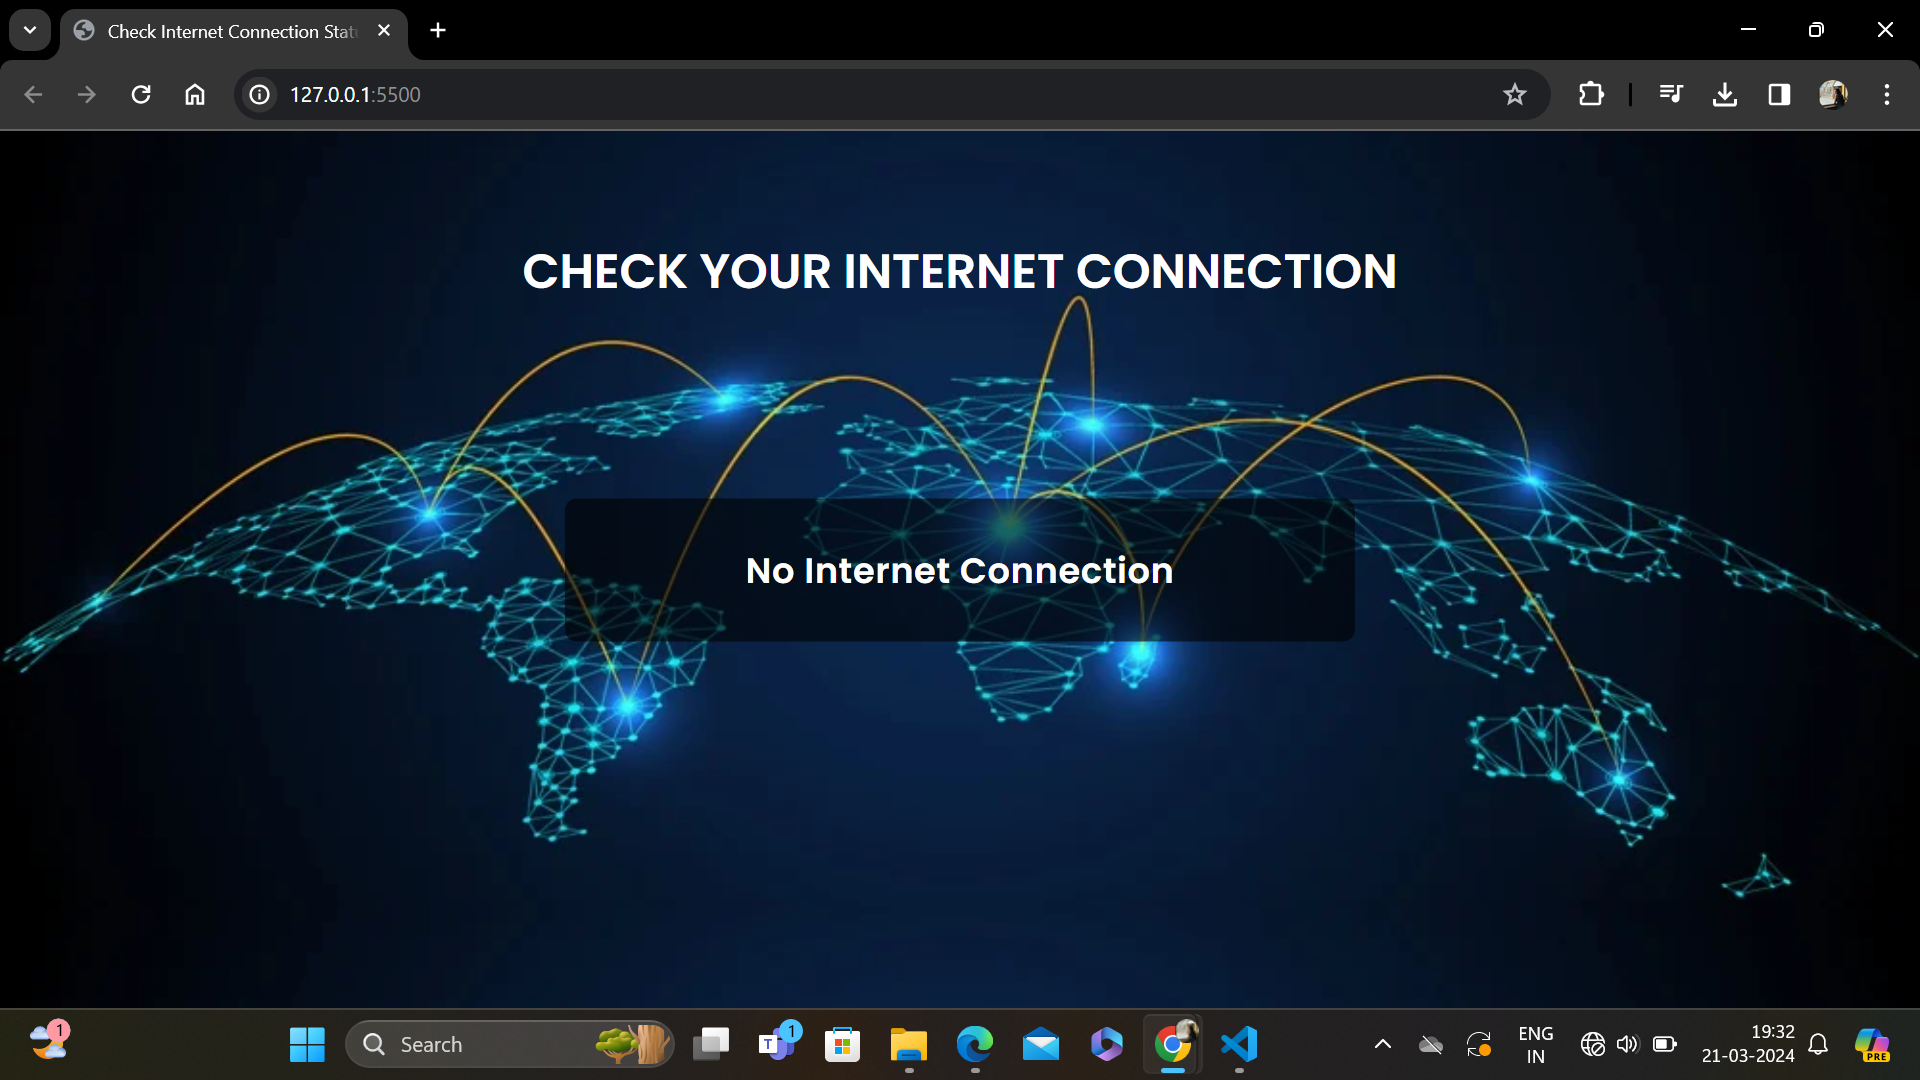 Check Internet Connection Stat
127.0.0.1:5500
CHECK YOUR INTERNET CONNECTION
No Internet Connection
1
Search
T
1
ENG
IN
19:32
21-03-2024
PRE